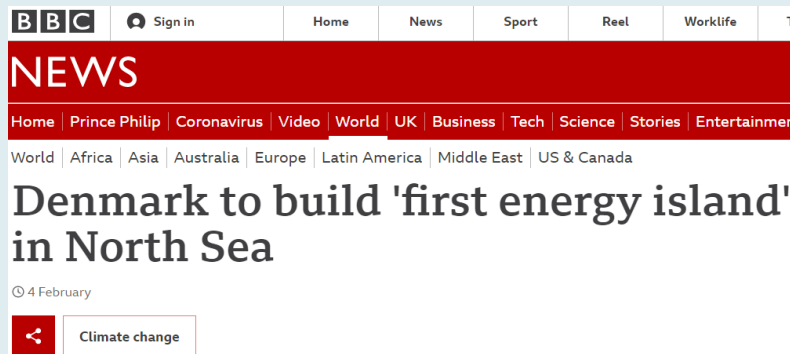 BBC Sign in Home News Sport Reel Worklife
NEWS
Home Prince Philip Coronavirus Video World UK Business Tech Science Stories
World Africa Asia Australia Europe Latin America Middle East US & Canada
Denmark to build 'first energy island'
in North Sea
4 February
Climate change